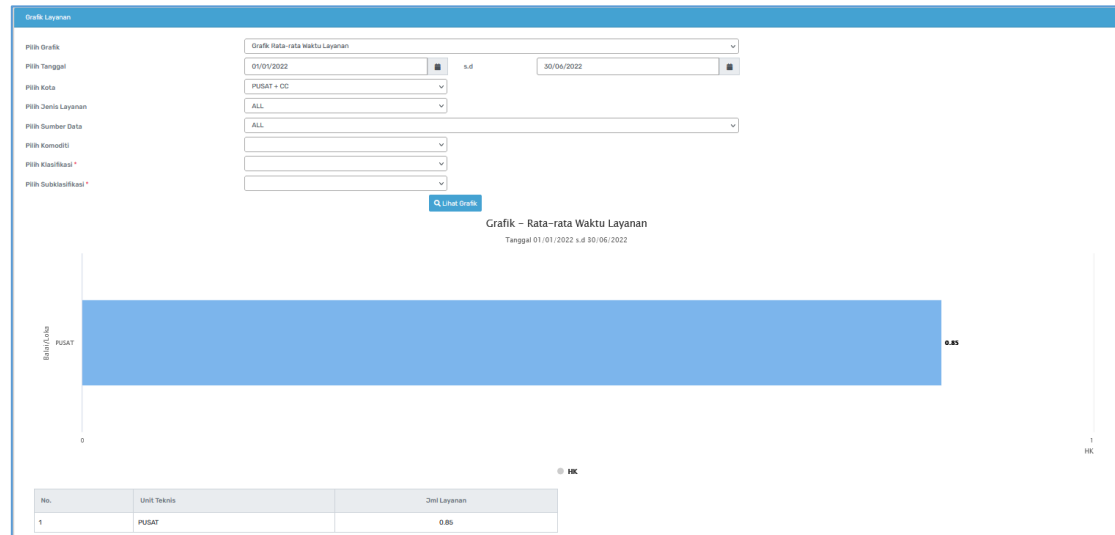 Grafik Layanan
Pilih Grafik Grafik Rata-rata Waktu Layanan
Pilih Tanggal 01/01/2022 s.d 30/06/2022
Pilih Kota PUSAT + CC
Pilih Jenis Layanan ALL
Pilih Sumber Data ALL
Pilih Komoditi
Pilih Klasifikasi *
Pilih Subklasifikasi *
Lihat Grafik
Grafik - Rata-rata Waktu Layanan
Tanggal 01/01/2022 s.d 30/06/2022
Balai/Loka
PUSAT
0.85
0 1
HK
HK
No. Unit Teknis Jml Layanan
1 PUSAT 0.85